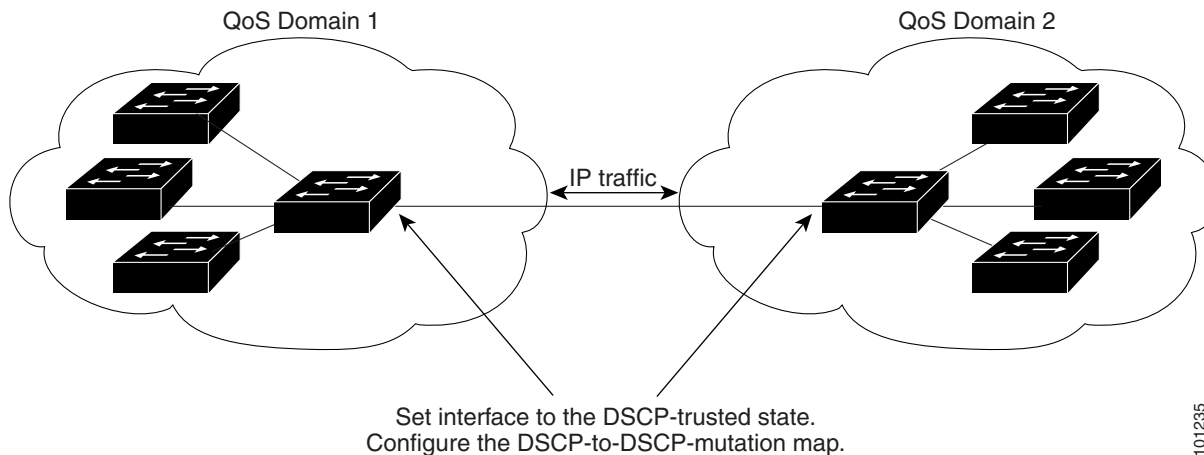 QoS Domain 1
QoS Domain 2
IP traffic
Set interface to the DSCP-trusted state.
Configure the DSCP-to-DSCP-mutation map.
101235